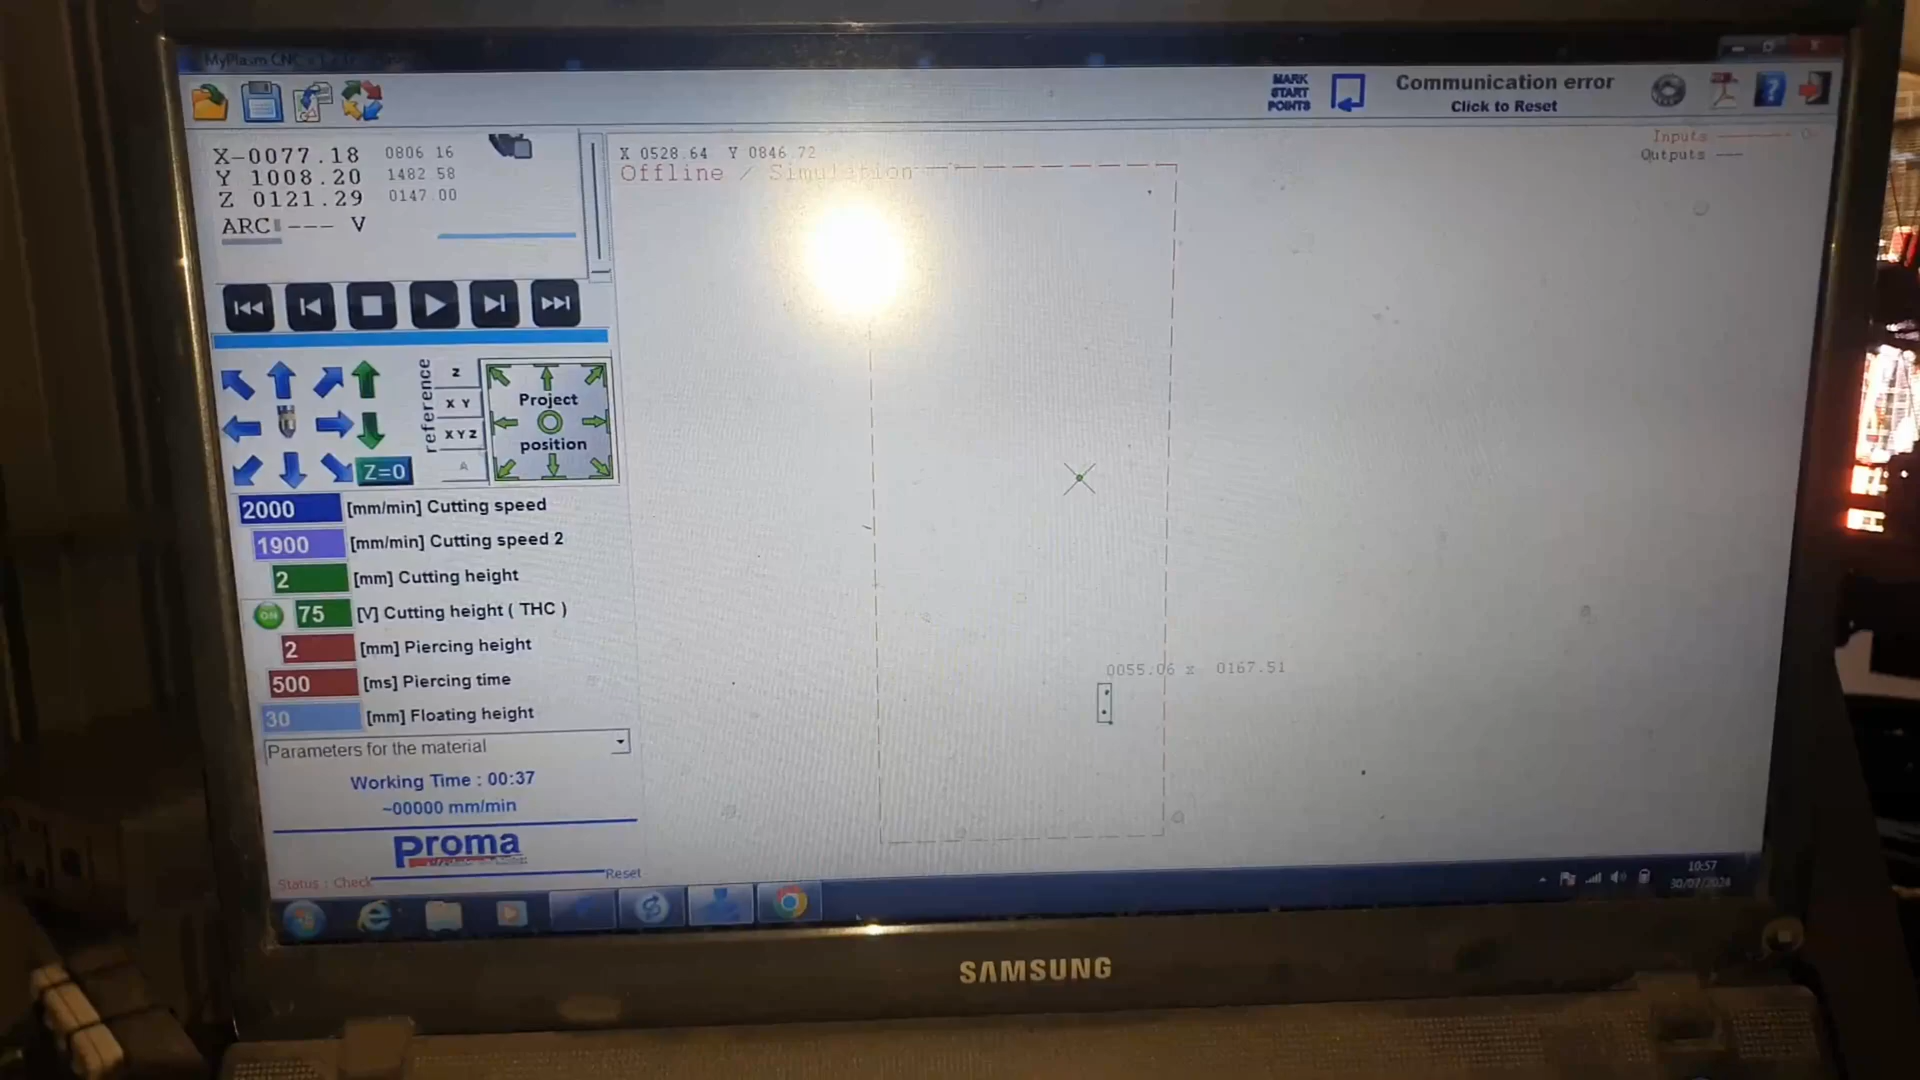 MyPlasm CNC
MARK
START
POINTS
Communication error
Click to Reset
X-0077.18 0806 16
Y 1008.20 1482 58
Z 0121.29 0147 00
ARC --- V
X 0528.64 Y 0846.72
Offline / Simulation
Inputs
Outputs
reference
Z
X Y
X Y Z
A
Project
position
Z=0
2000 [mm/min] Cutting speed
1900 [mm/min] Cutting speed 2
2 [mm] Cutting height
ON 75 [V] Cutting height ( THC )
2 [mm] Piercing height
500 [ms] Piercing time
30 [mm] Floating height
Parameters for the material
0055.06 x 0167.51
Working Time : 00:37
~00000 mm/min
Proma
Status : Check
Reset
10:57
30/07/2024
SAMSUNG